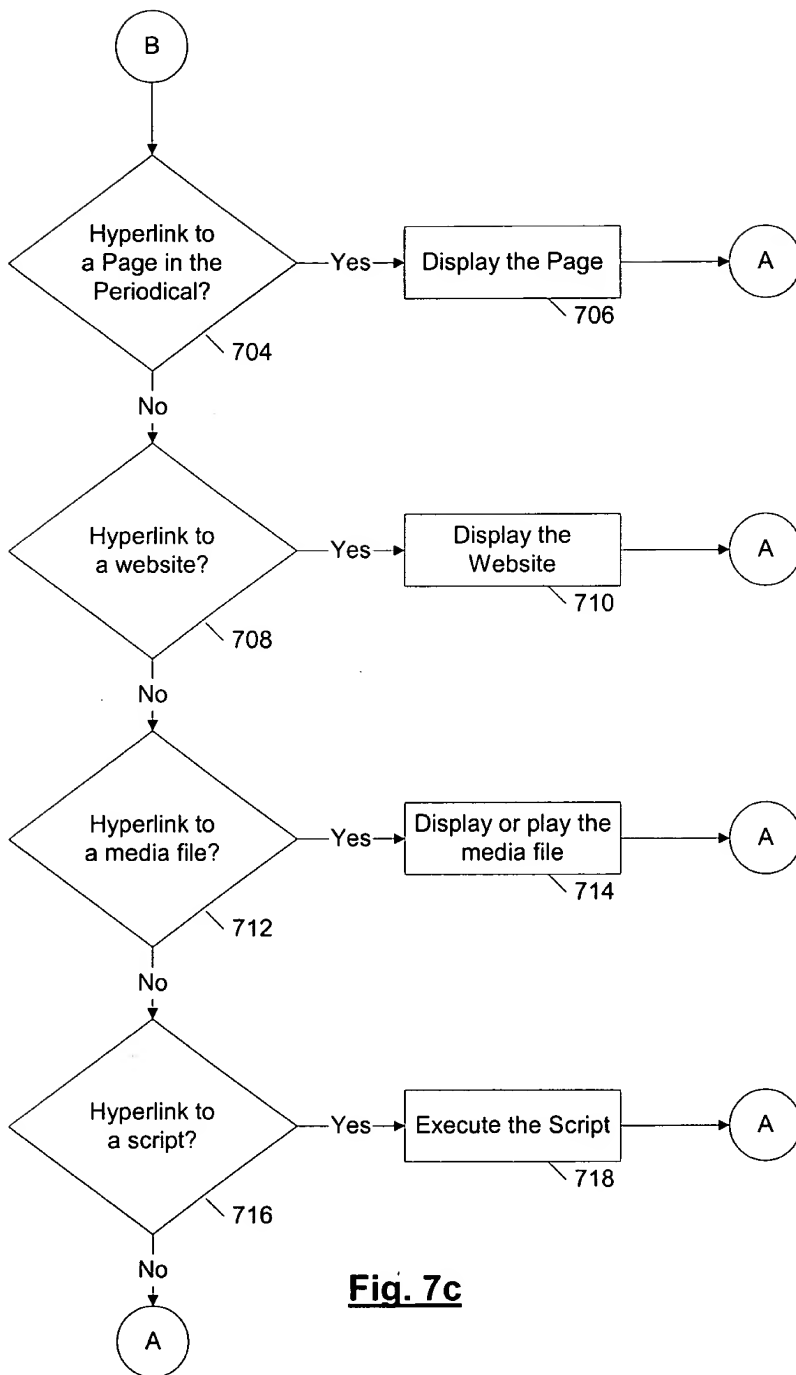 B
Hyperlink to
a Page in the
Periodical?
Yes
Display the Page
A
706
704
No
Hyperlink to
a website?
Yes
Display the
Website
A
710
708
No
Hyperlink to
a media file?
Yes
Display or play the
media file
A
714
712
No
Hyperlink to
a script?
Yes
Execute the Script
A
718
716
No
A
Fig. 7c